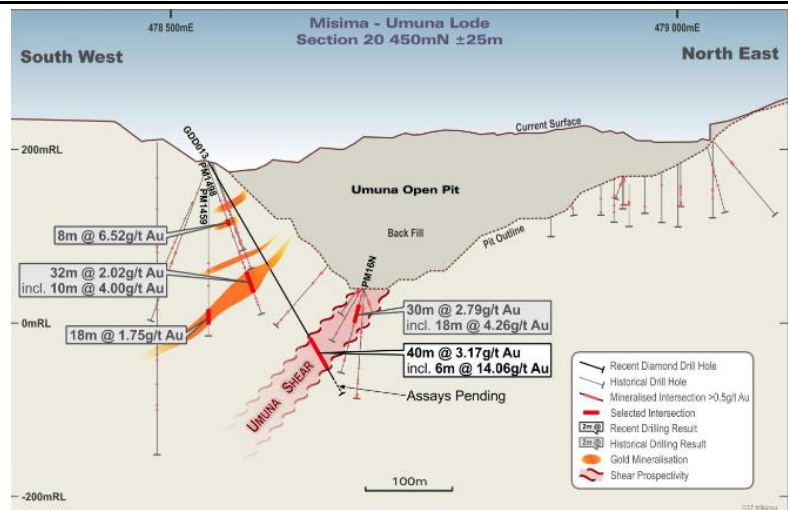 Misima - Umuna Lode
Section 20 450mN ±25m
478 500mE
479 000mE
South West
North East
Current Surface
200mRL
GDD013
PM1498
PM1459
Umuna Open Pit
Back Fill
Pit Outline
8m @ 6.52g/t Au
32m @ 2.02g/t Au
incl. 10m @ 4.00g/t Au
PM16N
30m @ 2.79g/t Au
incl. 18m @ 4.26g/t Au
0mRL
18m @ 1.75g/t Au
40m @ 3.17g/t Au
incl. 6m @ 14.06g/t Au
UMUNA SHEAR
Assays Pending
Recent Diamond Drill Hole
Historical Drill Hole
Mineralised Intersection >0.5g/t Au
Selected Intersection
2m @ Recent Drilling Result
2m @ Historical Drilling Result
Gold Mineralisation
Shear Prospectivity
100m
-200mRL